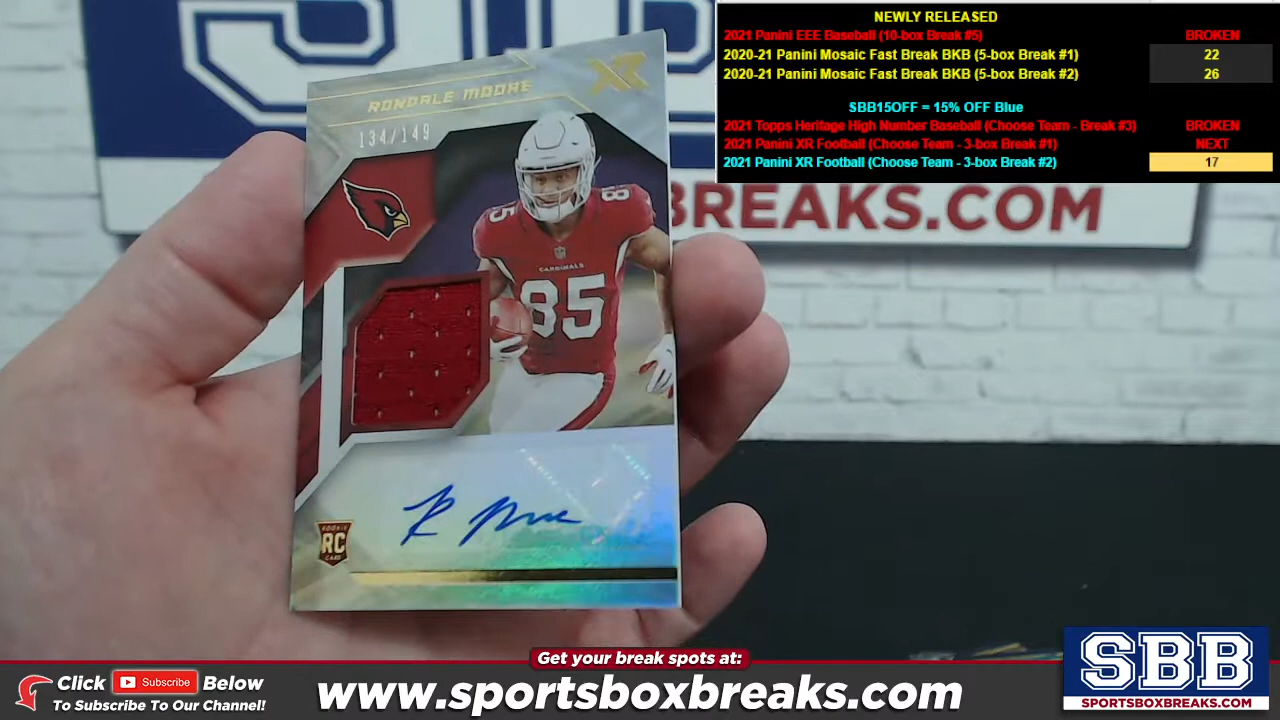 NEWLY RELEASED
2021 Panini EEE Baseball (10-box Break #5) BROKEN
2020-21 Panini Mosaic Fast Break BKB (5-box Break #1) 22
2020-21 Panini Mosaic Fast Break BKB (5-box Break #2) 26
SBB15OFF = 15% OFF Blue
2021 Topps Heritage High Number Baseball (Choose Team - Break #3) BROKEN
2021 Panini XR Football (Choose Team - 3-box Break #1) NEXT
2021 Panini XR Football (Choose Team - 3-box Break #2) 17
BREAKS.COM
XR
RONDALE MOORE
134/149
85
CARDINALS
85
R Moore
ROOKIE
RC
CARD
Get your break spots at:
Click Subscribe Below
To Subscribe To Our Channel!
www.sportsboxbreaks.com
SBB
SPORTSBOXBREAKS.COM